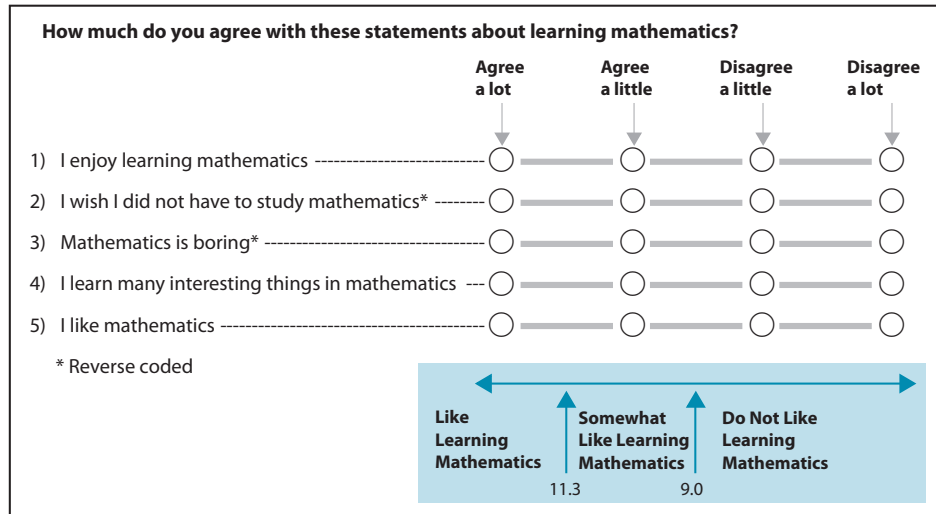 How much do you agree with these statements about learning mathematics?
Agree a lot
Agree a little
Disagree a little
Disagree a lot
1) I enjoy learning mathematics
2) I wish I did not have to study mathematics*
3) Mathematics is boring*
4) I learn many interesting things in mathematics
5) I like mathematics
* Reverse coded
Like Learning Mathematics
Somewhat Like Learning Mathematics
Do Not Like Learning Mathematics
11.3
9.0